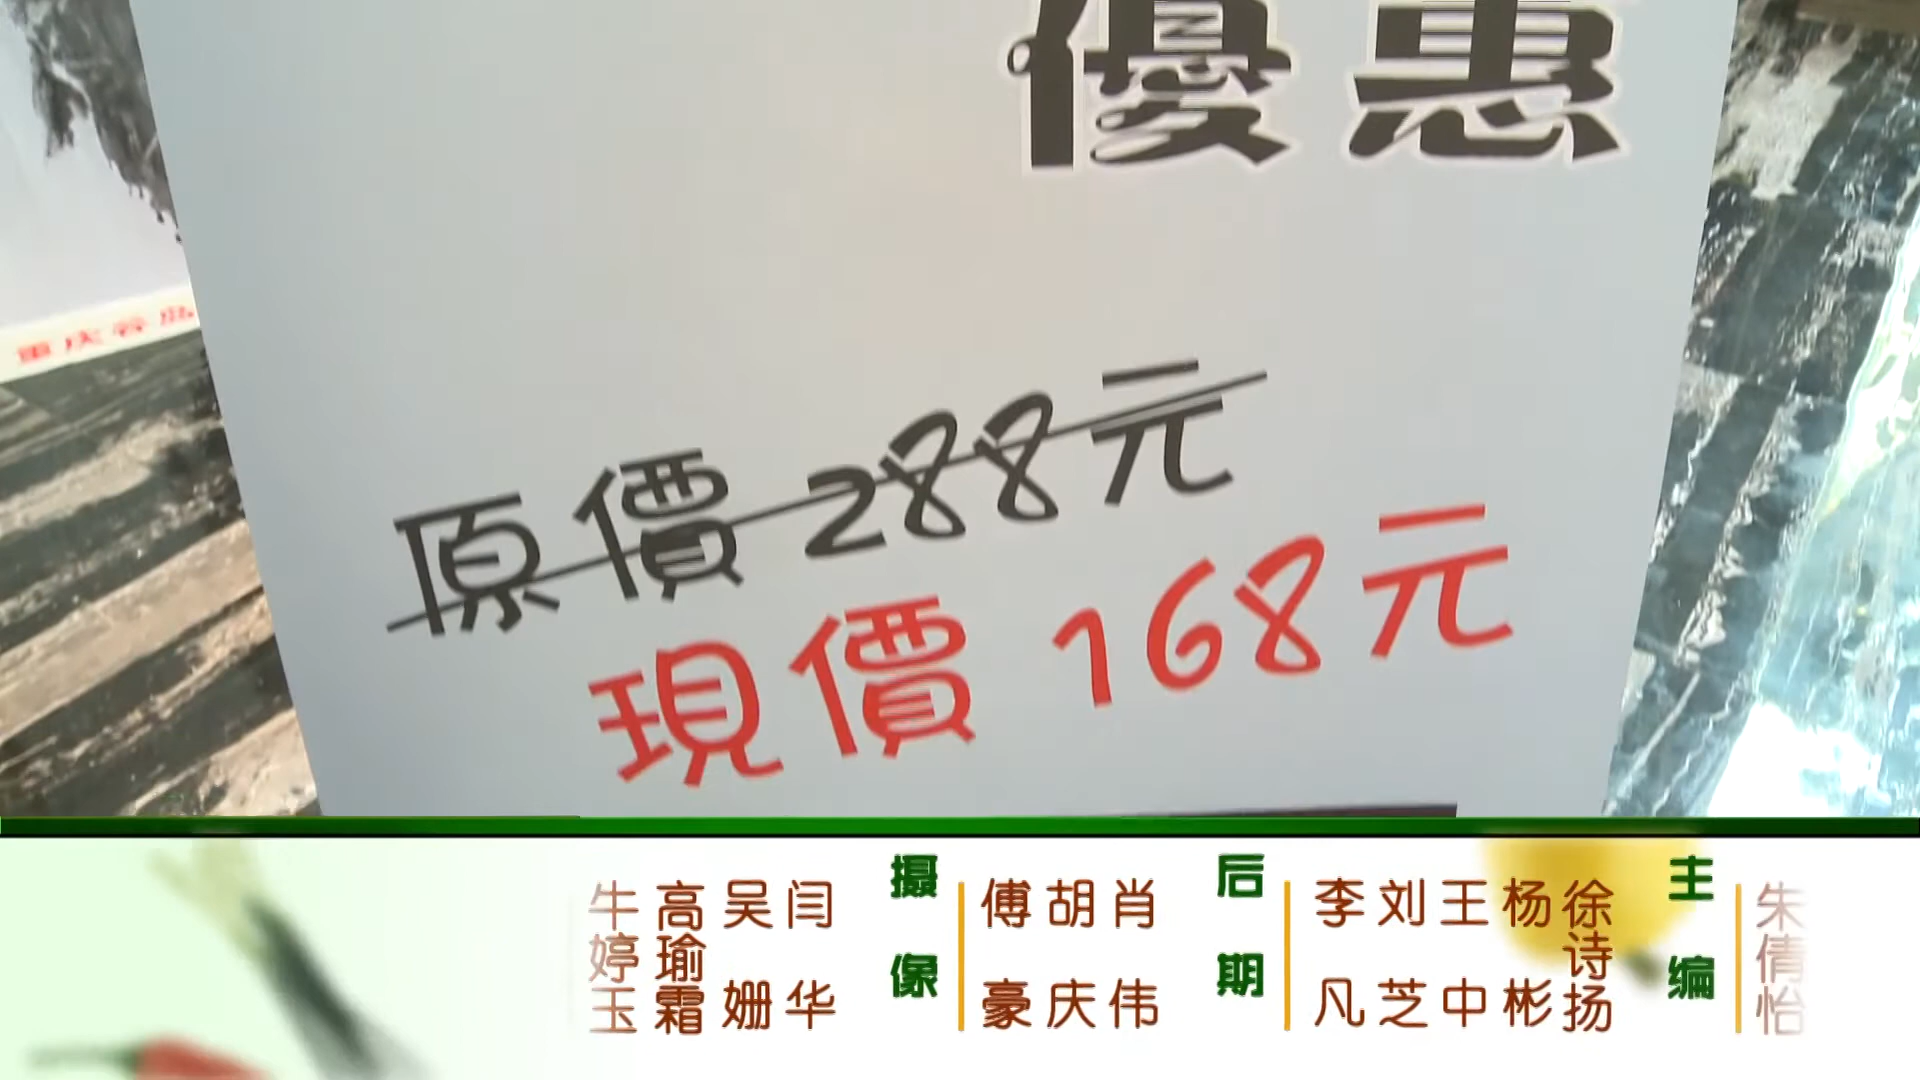 優惠
原價 288元
現價 168元
重庆
牛婷玉
高瑜霜
吴姗
闫华
摄像
傅豪
胡庆
肖伟
后期
李凡
刘芝
王中
杨彬
徐诗扬
主编
朱倩怡